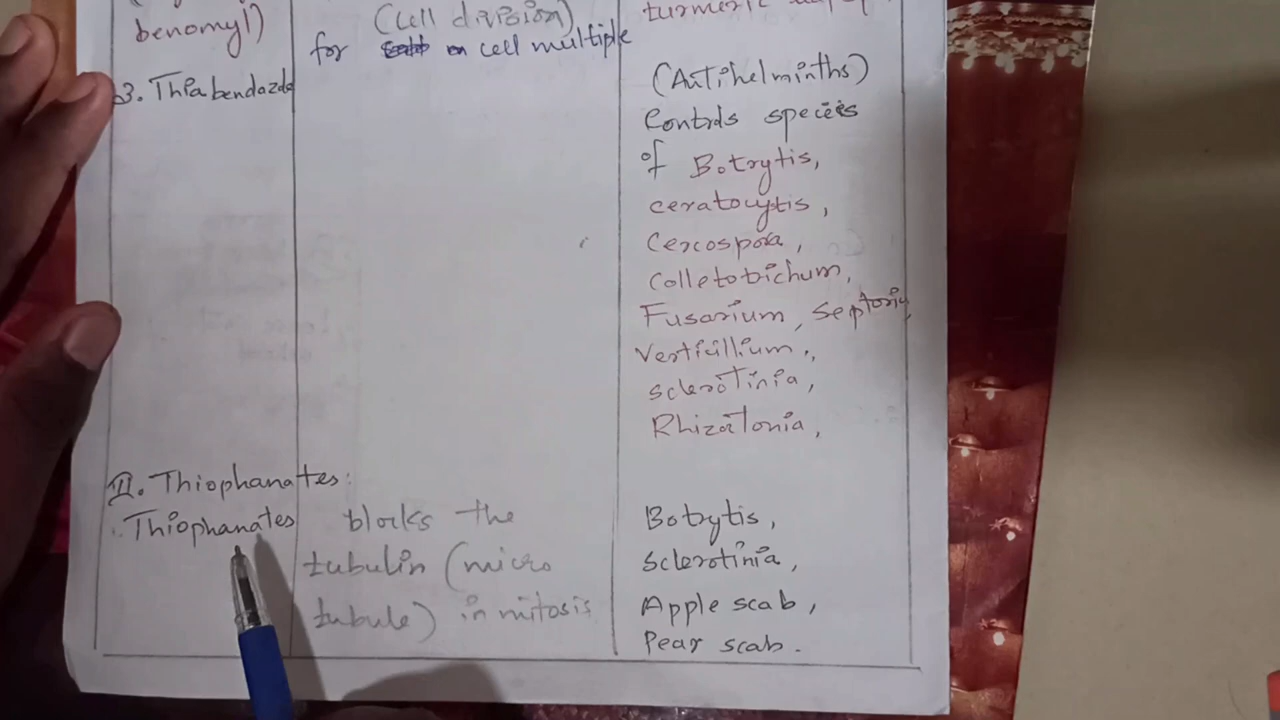 benomyl)
(Cell division)
for cell multiple
turmeric
3. Thiabendazole
(Antihelminths)
Controls species
of Botrytis,
ceratocystis,
Cercospora,
Colletotrichum,
Fusarium, Septoria,
Verticillium,
sclerotinia,
Rhizoctonia,
II. Thiophanates:
Thiophanates
blocks the
tubulin (micro
tubule) in mitosis
Botrytis,
sclerotinia,
Apple scab,
Pear scab.